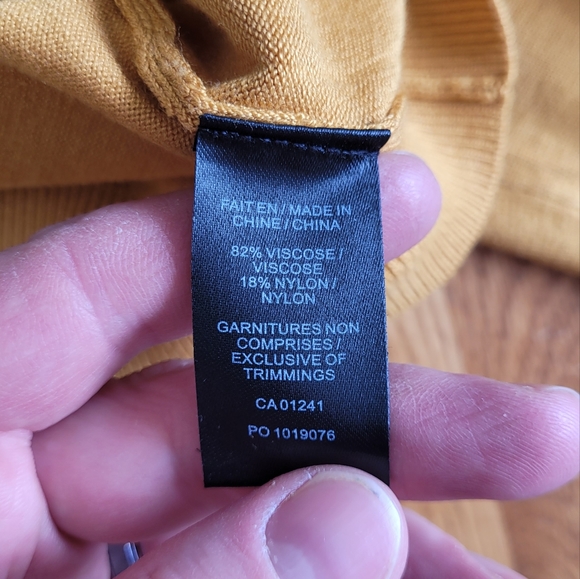 FAIT EN / MADE IN
CHINE / CHINA
82% VISCOSE /
VISCOSE
18% NYLON /
NYLON
GARNITURES NON
COMPRISES /
EXCLUSIVE OF
TRIMMINGS
CA 01241
PO 1019076